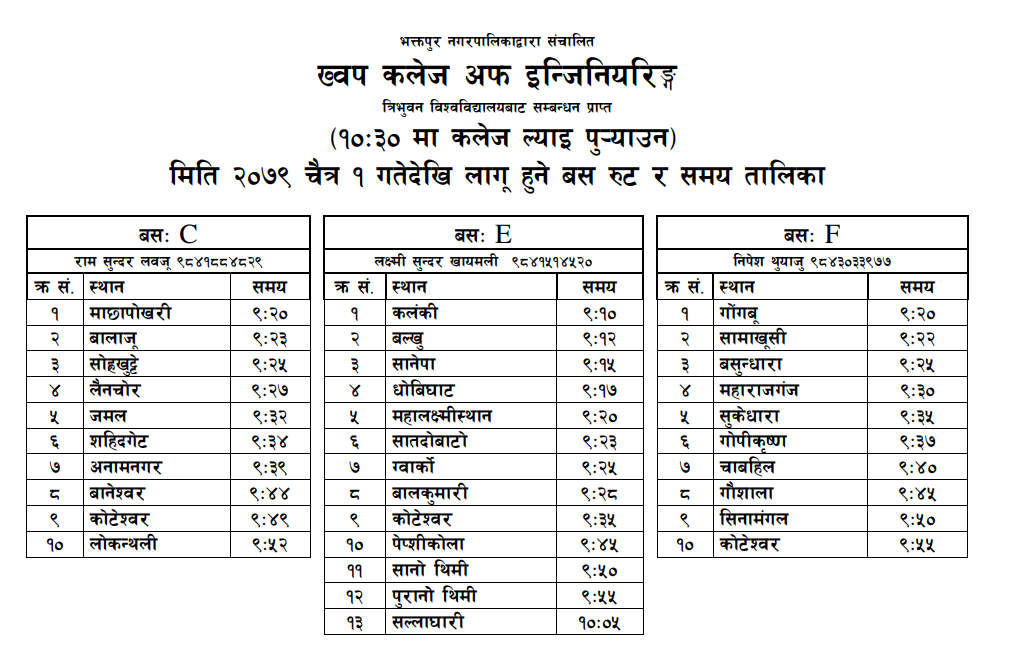 भक्तपुर नगरपालिकाद्वारा संचालित
ख्वप कलेज अफ इन्जिनियरिङ्ग
त्रिभुवन विश्वविद्यालयबाट सम्बन्धन प्राप्त
(१०:३० मा कलेज ल्याइ पुऱ्याउन)
मिति २०७९ चैत्र १ गतेदेखि लागू हुने बस रुट र समय तालिका
बस: C
राम सुन्दर लवजू ९८४१८८४८२९
क्र सं. स्थान समय
१ माछापोखरी ९:२०
२ बालाजू ९:२३
३ सोह्रखुट्टे ९:२५
४ लैनचोर ९:२७
५ जमल ९:३२
६ शहिदगेट ९:३४
७ अनामनगर ९:३९
८ बानेश्वर ९:४४
९ कोटेश्वर ९:४९
१० लोकन्थली ९:५२
बस: E
लक्ष्मी सुन्दर खायमली ९८४१५१४५२०
क्र सं. स्थान समय
१ कलंकी ९:१०
२ बल्खु ९:१२
३ सानेपा ९:१५
४ धोबिघाट ९:१७
५ महालक्ष्मीस्थान ९:२०
६ सातदोबाटो ९:२३
७ ग्वार्को ९:२५
८ बालकुमारी ९:२८
९ कोटेश्वर ९:३५
१० पेप्शीकोला ९:४५
११ सानो थिमी ९:५०
१२ पुरानो थिमी ९:५५
१३ सल्लाघारी १०:०५
बस: F
निपेश थुयाजु ९८४३०३३९७७
क्र सं. स्थान समय
१ गोंगबू ९:२०
२ सामाखूसी ९:२२
३ बसुन्धारा ९:२५
४ महाराजगंज ९:३०
५ सुकेधारा ९:३५
६ गोपीकृष्ण ९:३७
७ चाबहिल ९:४०
८ गौशाला ९:४५
९ सिनामंगल ९:५०
१० कोटेश्वर ९:५५